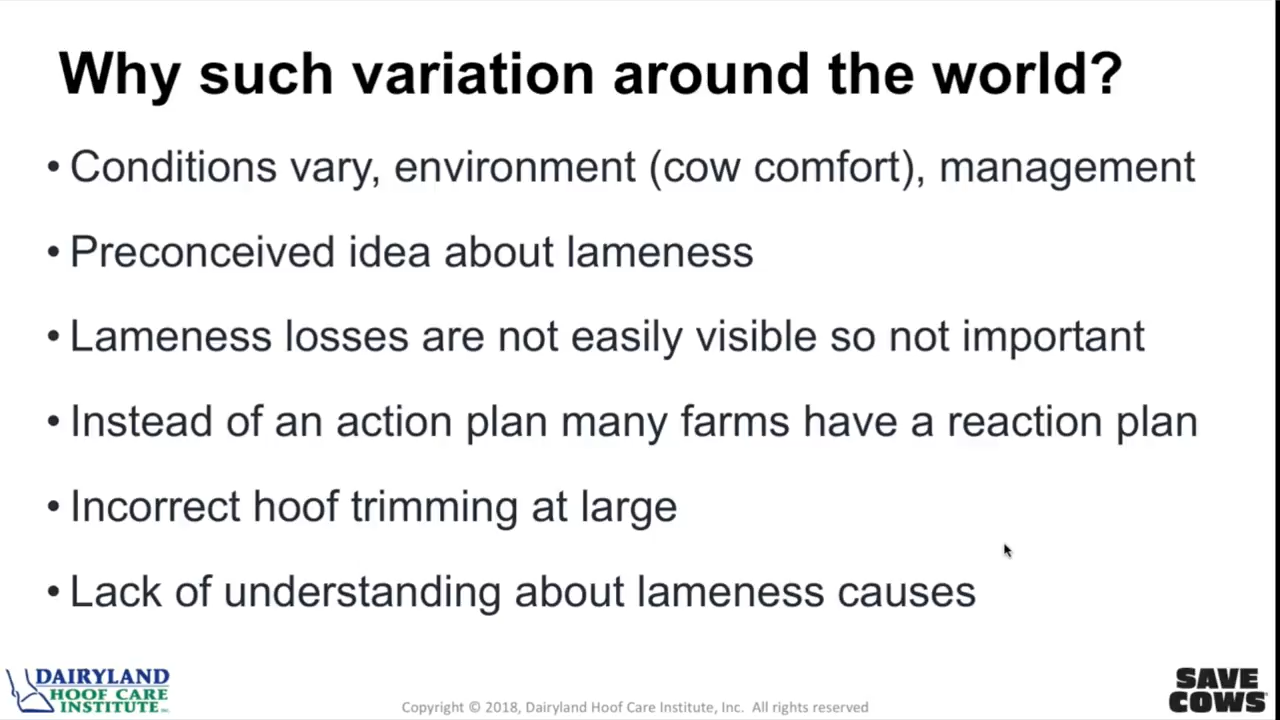 Why such variation around the world?
• Conditions vary, environment (cow comfort), management
• Preconceived idea about lameness
• Lameness losses are not easily visible so not important
• Instead of an action plan many farms have a reaction plan
• Incorrect hoof trimming at large
• Lack of understanding about lameness causes
DAIRYLAND
HOOF CARE
INSTITUTE INC.
Copyright © 2018, Dairyland Hoof Care Institute, Inc. All rights reserved
SAVE
COWS